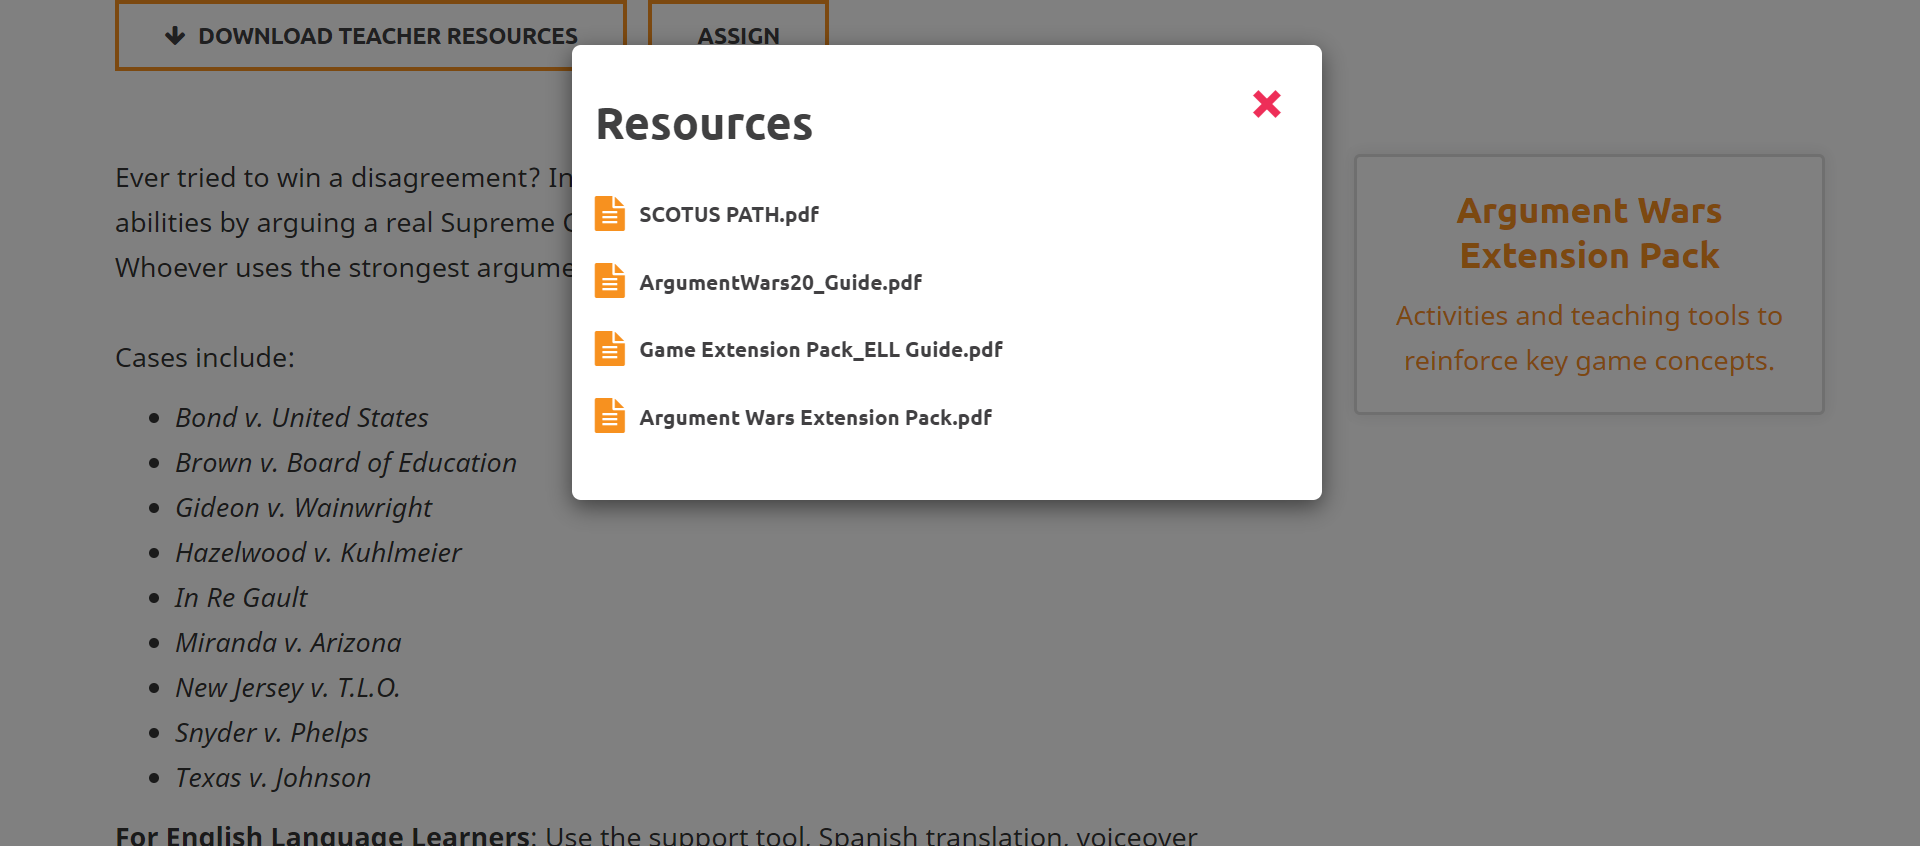 DOWNLOAD TEACHER RESOURCES
ASSIGN
Resources
SCOTUS PATH.pdf
ArgumentWars20_Guide.pdf
Game Extension Pack_ELL Guide.pdf
Argument Wars Extension Pack.pdf
Ever tried to win a disagreement? In
abilities by arguing a real Supreme
Whoever uses the strongest
Cases include:
Bond v. United States
Brown v. Board of Education
Gideon v. Wainwright
Hazelwood v. Kuhlmeier
In Re Gault
Miranda v. Arizona
New Jersey v. T.L.O.
Snyder v. Phelps
Texas v. Johnson
For English Language Learners: Use the support tool, Spanish translation, voiceover
Argument Wars
Extension Pack
Activities and teaching tools to
reinforce key game concepts.